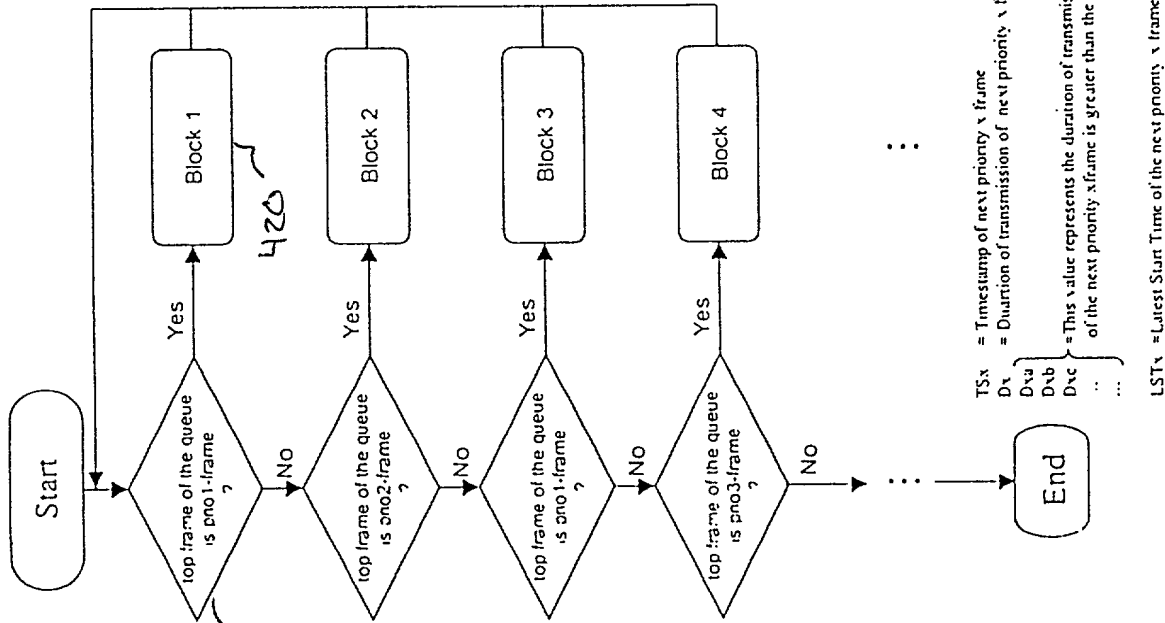 Start
top frame of the queue
is prio1-frame
?
Yes
Block 1
420
No
top frame of the queue
is prio2-frame
?
Yes
Block 2
No
top frame of the queue
is prio1-frame
?
Yes
Block 3
No
top frame of the queue
is prio3-frame
?
Yes
Block 4
No
...
...
End
TSx = Timestamp of next priority x frame
Dx = Duartion of transmission of next priority x
Dxa
Dxb
Dxc
..
...
=This value represents the duration of
of the next priority x frame is greater than the
LSTx =Latest Start Time of the next priority x frame